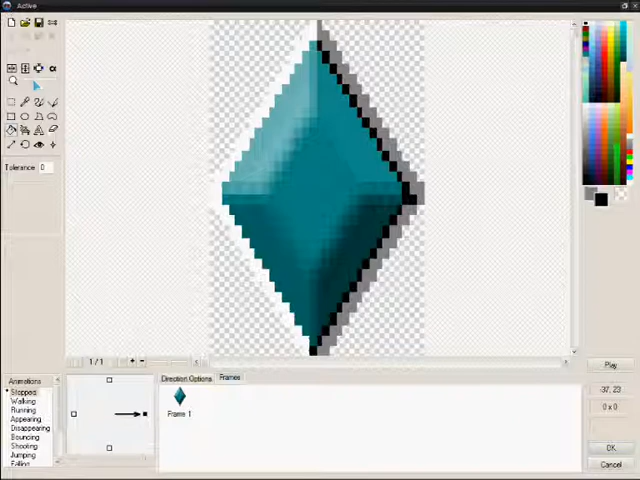 Active
Tolerance 0
1 / 1
Play
Animations
Stopped
Walking
Running
Appearing
Disappearing
Bouncing
Shooting
Jumping
Falling
Direction Options
Frames
Frame 1
37, 23
0 x 0
OK
Cancel